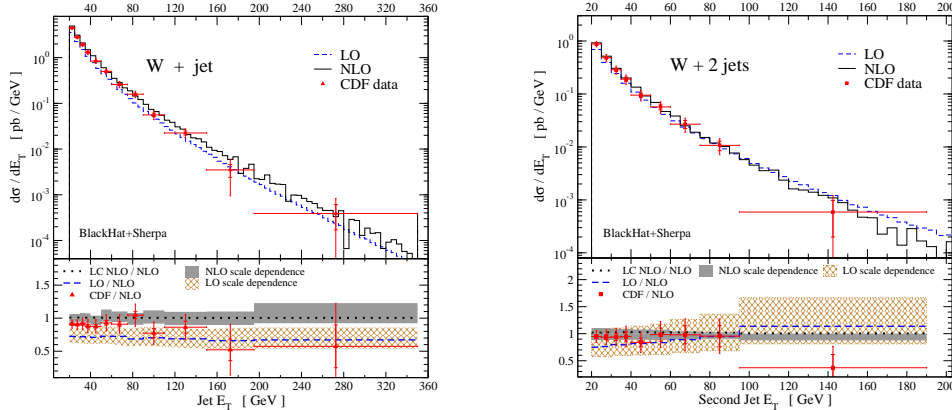 40 80 120 160 200 240 280 320 360
10^0
10^-1
10^-2
10^-3
10^-4
dσ / dE_T [ pb / GeV ]
W + jet
LO
NLO
CDF data
BlackHat+Sherpa
LC NLO / NLO
LO / NLO
CDF / NLO
NLO scale dependence
LO scale dependence
1.5
1
0.5
40 80 120 160 200 240 280 320 360
Jet E_T [ GeV ]
20 40 60 80 100 120 140 160 180 200
10^0
10^-1
10^-2
10^-3
10^-4
dσ / dE_T [ pb / GeV ]
W + 2 jets
LO
NLO
CDF data
BlackHat+Sherpa
LC NLO / NLO
LO / NLO
CDF / NLO
NLO scale dependence
LO scale dependence
2
1.5
1
0.5
20 40 60 80 100 120 140 160 180 200
Second Jet E_T [ GeV ]